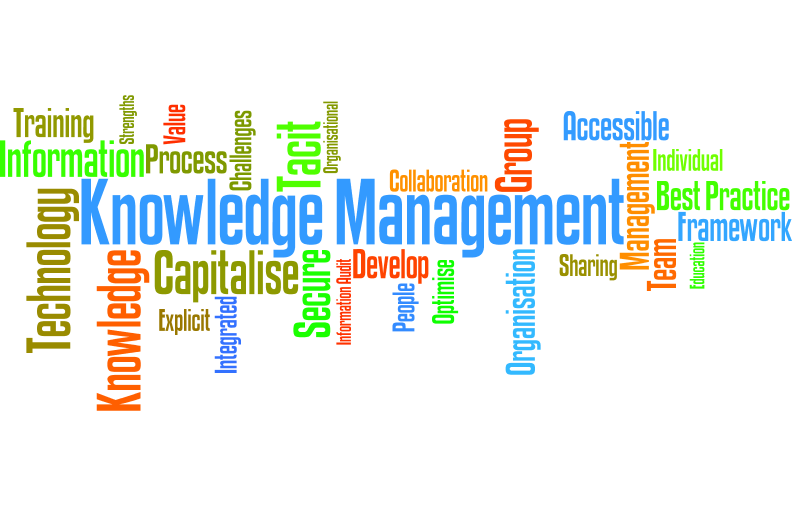 Training
Strengths
Value
Challenges
Tacit
Organisational
Group
Accessible
Information
Process
Collaboration
Management
Individual
Best Practice
Knowledge Management
Framework
Technology
Knowledge
Capitalise
Secure
Information Audit
Develop
Optimise
Organisation
Sharing
Team
Education
Explicit
Integrated
People